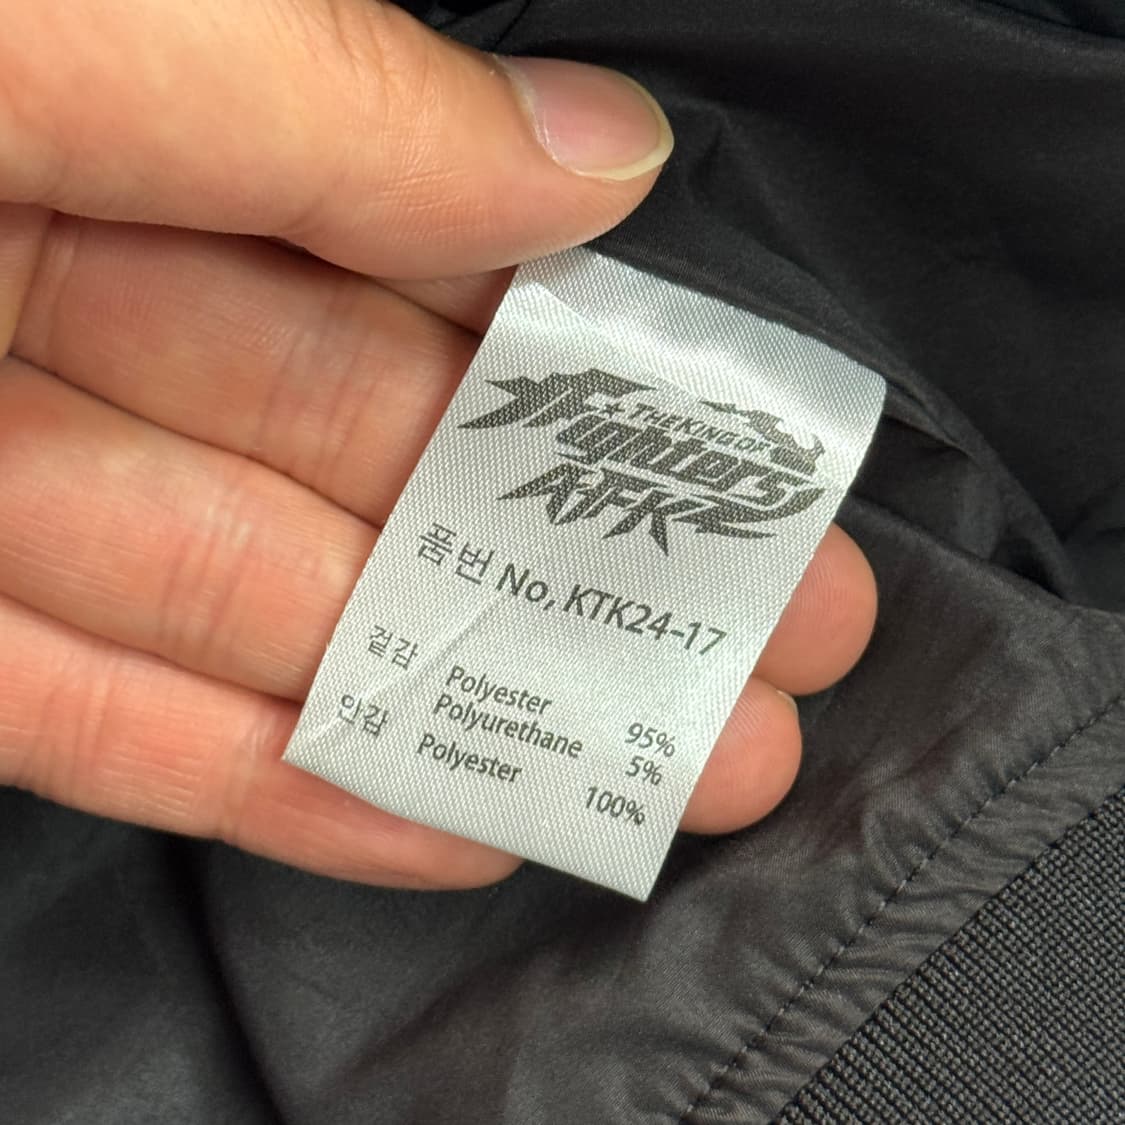 THE KING OF
Fighters
AFK
품번 No, KTK24-17
겉감 Polyester 95%
Polyurethane 5%
안감 Polyester 100%